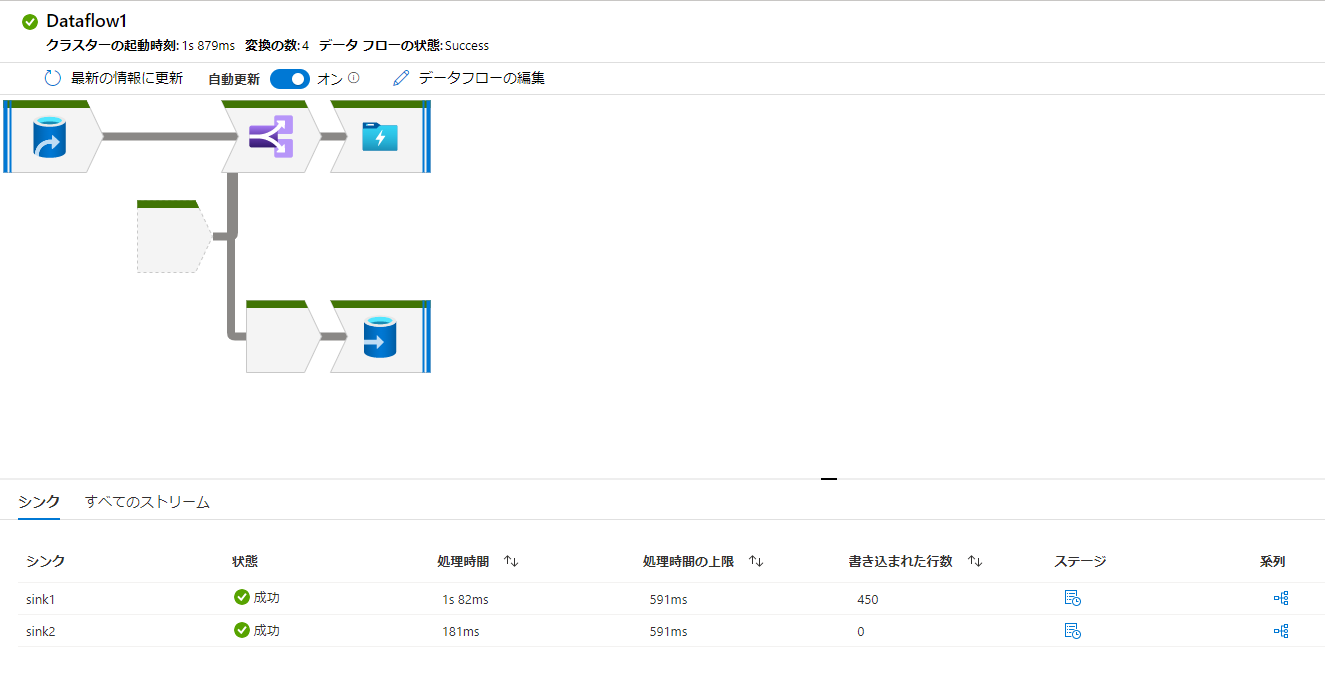 Dataflow1
クラスターの起動時刻: 1s 879ms 変換の数: 4 データ フローの状態: Success
最新の情報に更新 自動更新 オン データフローの編集
シンク すべてのストリーム
シンク 状態 処理時間 処理時間の上限 書き込まれた行数 ステージ 系列
sink1 成功 1s 82ms 591ms 450
sink2 成功 181ms 591ms 0